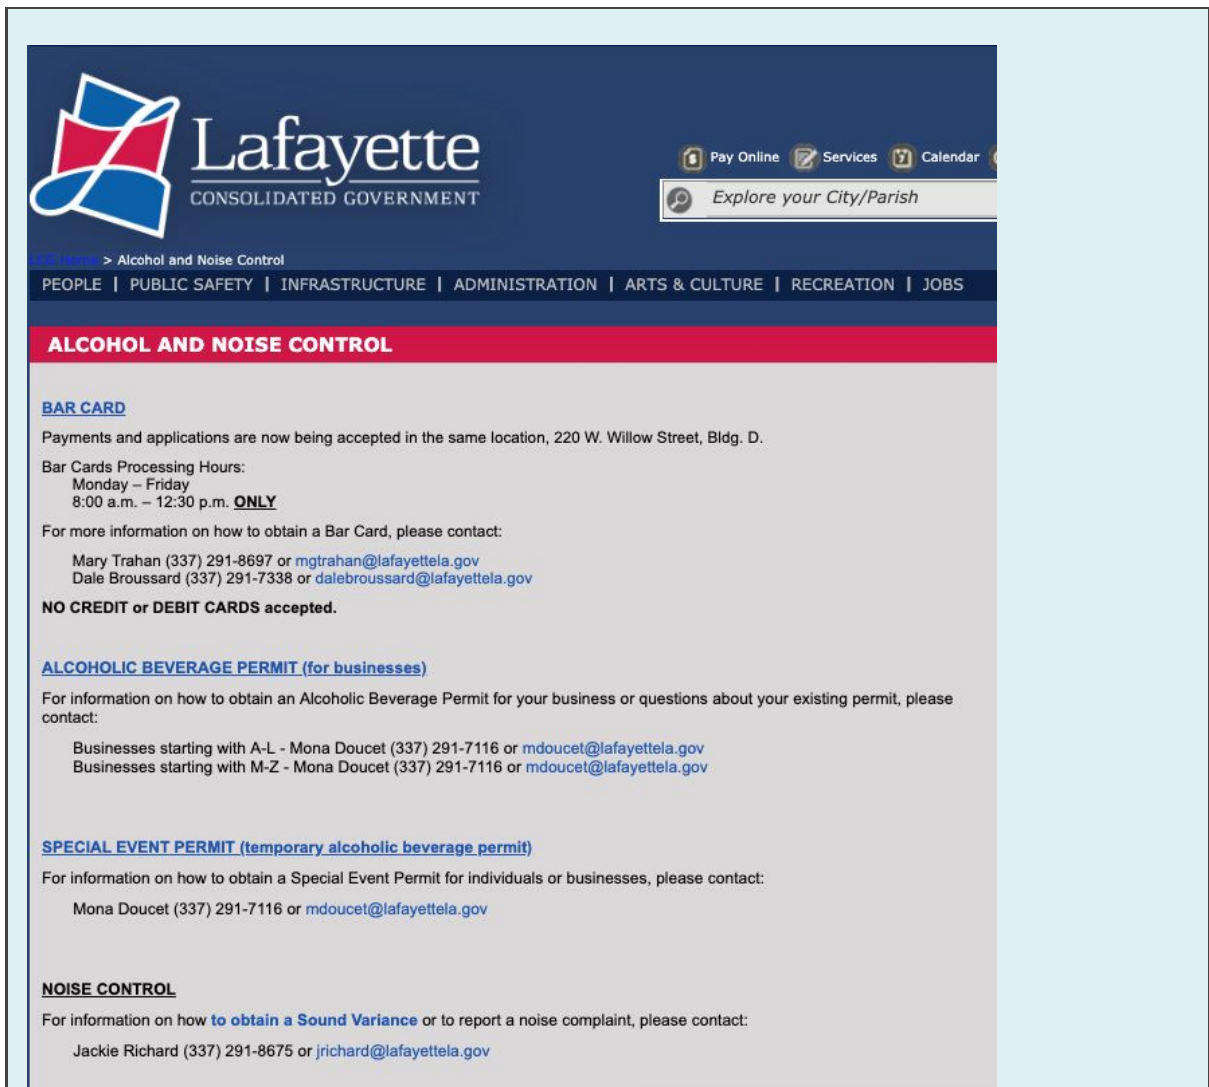 Lafayette
CONSOLIDATED GOVERNMENT
Pay Online Services Calendar
Explore your City/Parish
LCG Home > Alcohol and Noise Control
PEOPLE | PUBLIC SAFETY | INFRASTRUCTURE | ADMINISTRATION | ARTS & CULTURE | RECREATION | JOBS
ALCOHOL AND NOISE CONTROL
BAR CARD
Payments and applications are now being accepted in the same location, 220 W. Willow Street, Bldg. D.
Bar Cards Processing Hours:
Monday – Friday
8:00 a.m. – 12:30 p.m. ONLY
For more information on how to obtain a Bar Card, please contact:
Mary Trahan (337) 291-8697 or mgtrahan@lafayettela.gov
Dale Broussard (337) 291-7338 or dalebroussard@lafayettela.gov
NO CREDIT or DEBIT CARDS accepted.
ALCOHOLIC BEVERAGE PERMIT (for businesses)
For information on how to obtain an Alcoholic Beverage Permit for your business or questions about your existing permit, please
contact:
Businesses starting with A-L - Mona Doucet (337) 291-7116 or mdoucet@lafayettela.gov
Businesses starting with M-Z - Mona Doucet (337) 291-7116 or mdoucet@lafayettela.gov
SPECIAL EVENT PERMIT (temporary alcoholic beverage permit)
For information on how to obtain a Special Event Permit for individuals or businesses, please contact:
Mona Doucet (337) 291-7116 or mdoucet@lafayettela.gov
NOISE CONTROL
For information on how to obtain a Sound Variance or to report a noise complaint, please contact:
Jackie Richard (337) 291-8675 or jrichard@lafayettela.gov